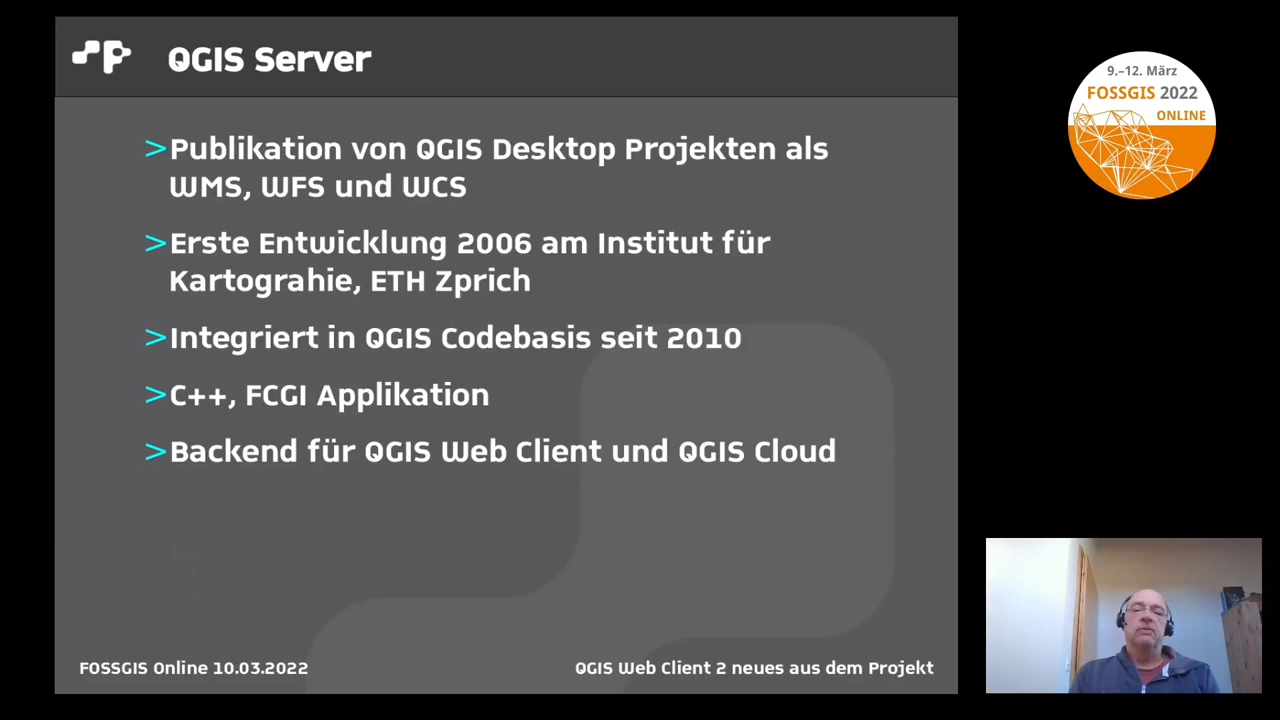 QGIS Server
>Publikation von QGIS Desktop Projekten als
WMS, WFS und WCS
>Erste Entwicklung 2006 am Institut für
Kartograhie, ETH Zprich
>Integriert in QGIS Codebasis seit 2010
>C++, FCGI Applikation
>Backend für QGIS Web Client und QGIS Cloud
FOSSGIS Online 10.03.2022
QGIS Web Client 2 neues aus dem Projekt
9.–12. März
FOSSGIS 2022
ONLINE